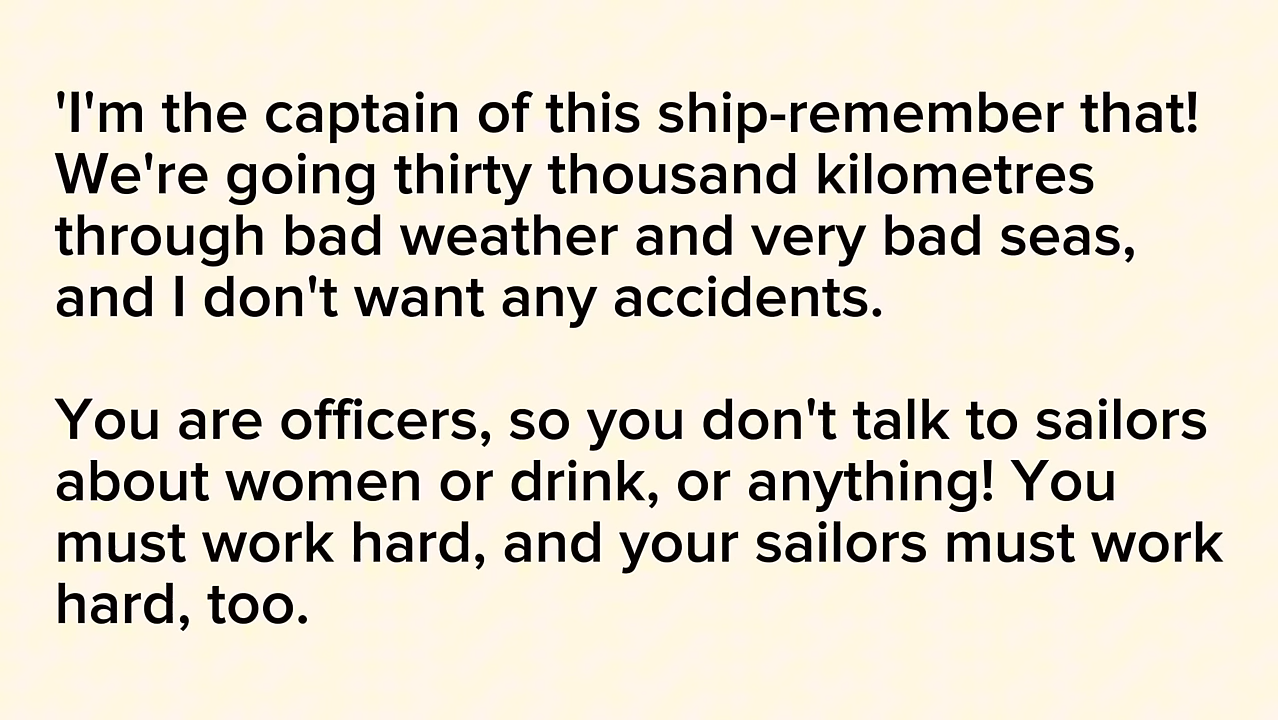 'I'm the captain of this ship-remember that!
We're going thirty thousand kilometres
through bad weather and very bad seas,
and I don't want any accidents.
You are officers, so you don't talk to sailors
about women or drink, or anything! You
must work hard, and your sailors must work
hard, too.